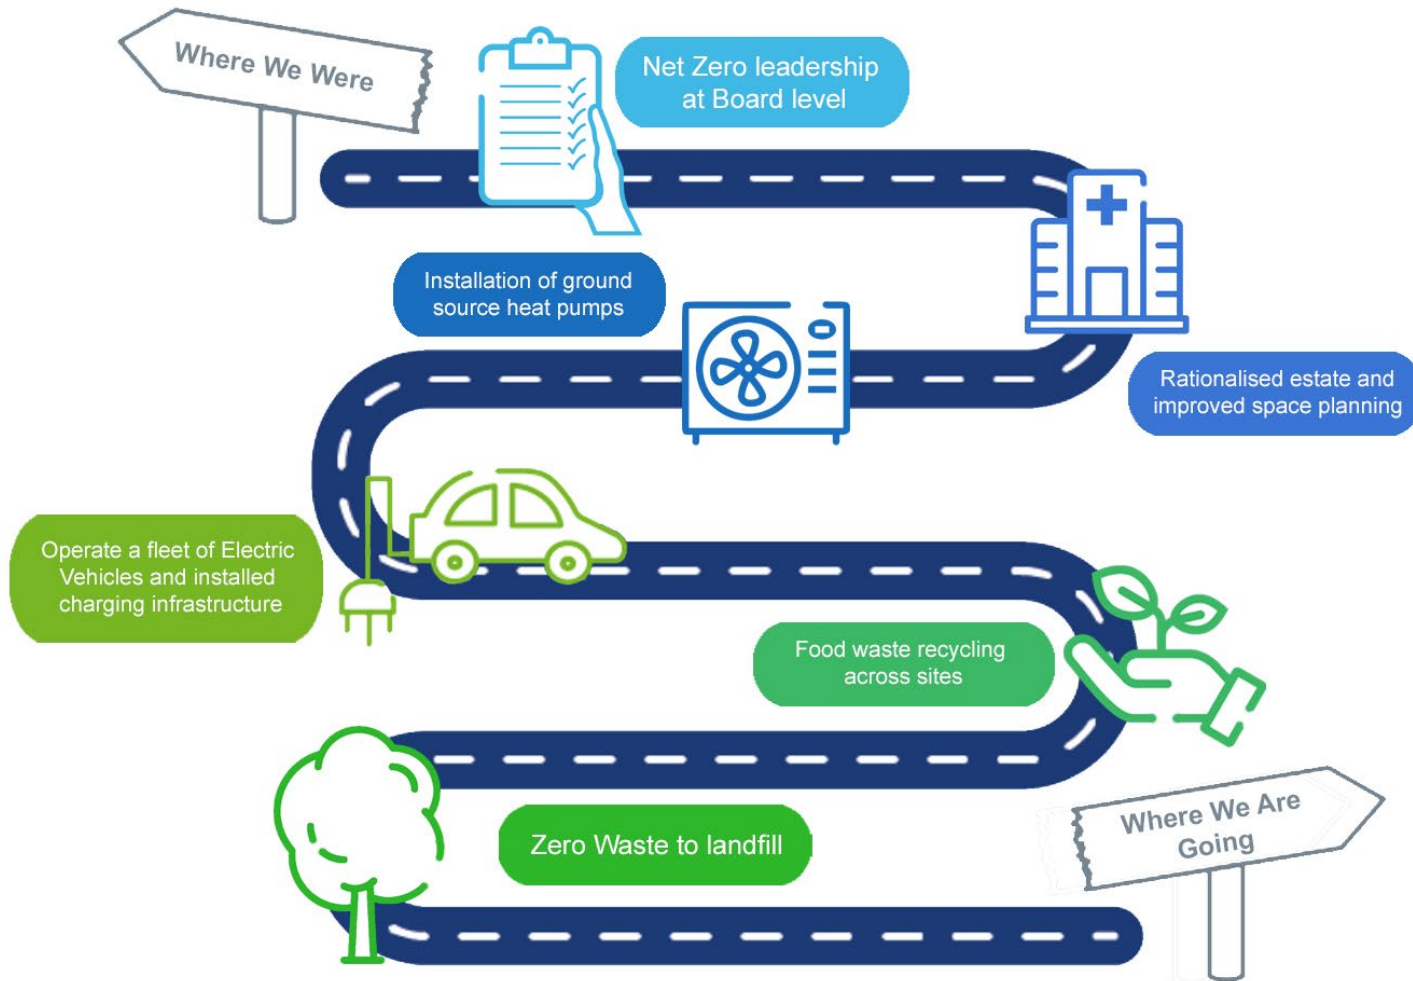 Where We Were
Net Zero leadership
at Board level
Installation of ground
source heat pumps
Rationalised estate and
improved space planning
Operate a fleet of Electric
Vehicles and installed
charging infrastructure
Food waste recycling
across sites
Zero Waste to landfill
Where We Are
Going